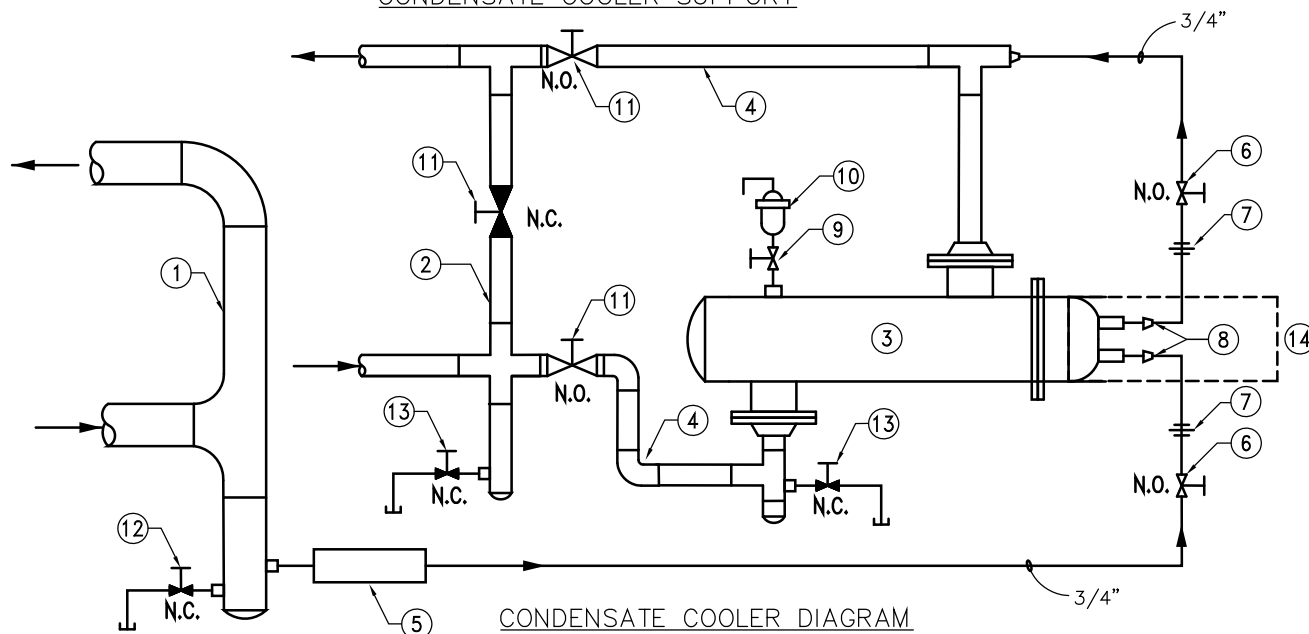 CONDENSATE COOLER SUPPORT
3/4"
N.O.
11
4
11
10
6
N.O.
N.C.
9
7
1
2
11
3
8
14
N.O.
13
4
13
7
6
N.O.
N.C.
N.C.
12
N.C.
5
3/4"
CONDENSATE COOLER DIAGRAM